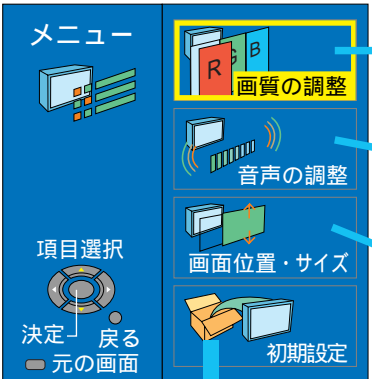 メニュー
R G B
画質の調整
音声の調整
画面位置・サイズ
初期設定
項目選択
決定
戻る
元の画面